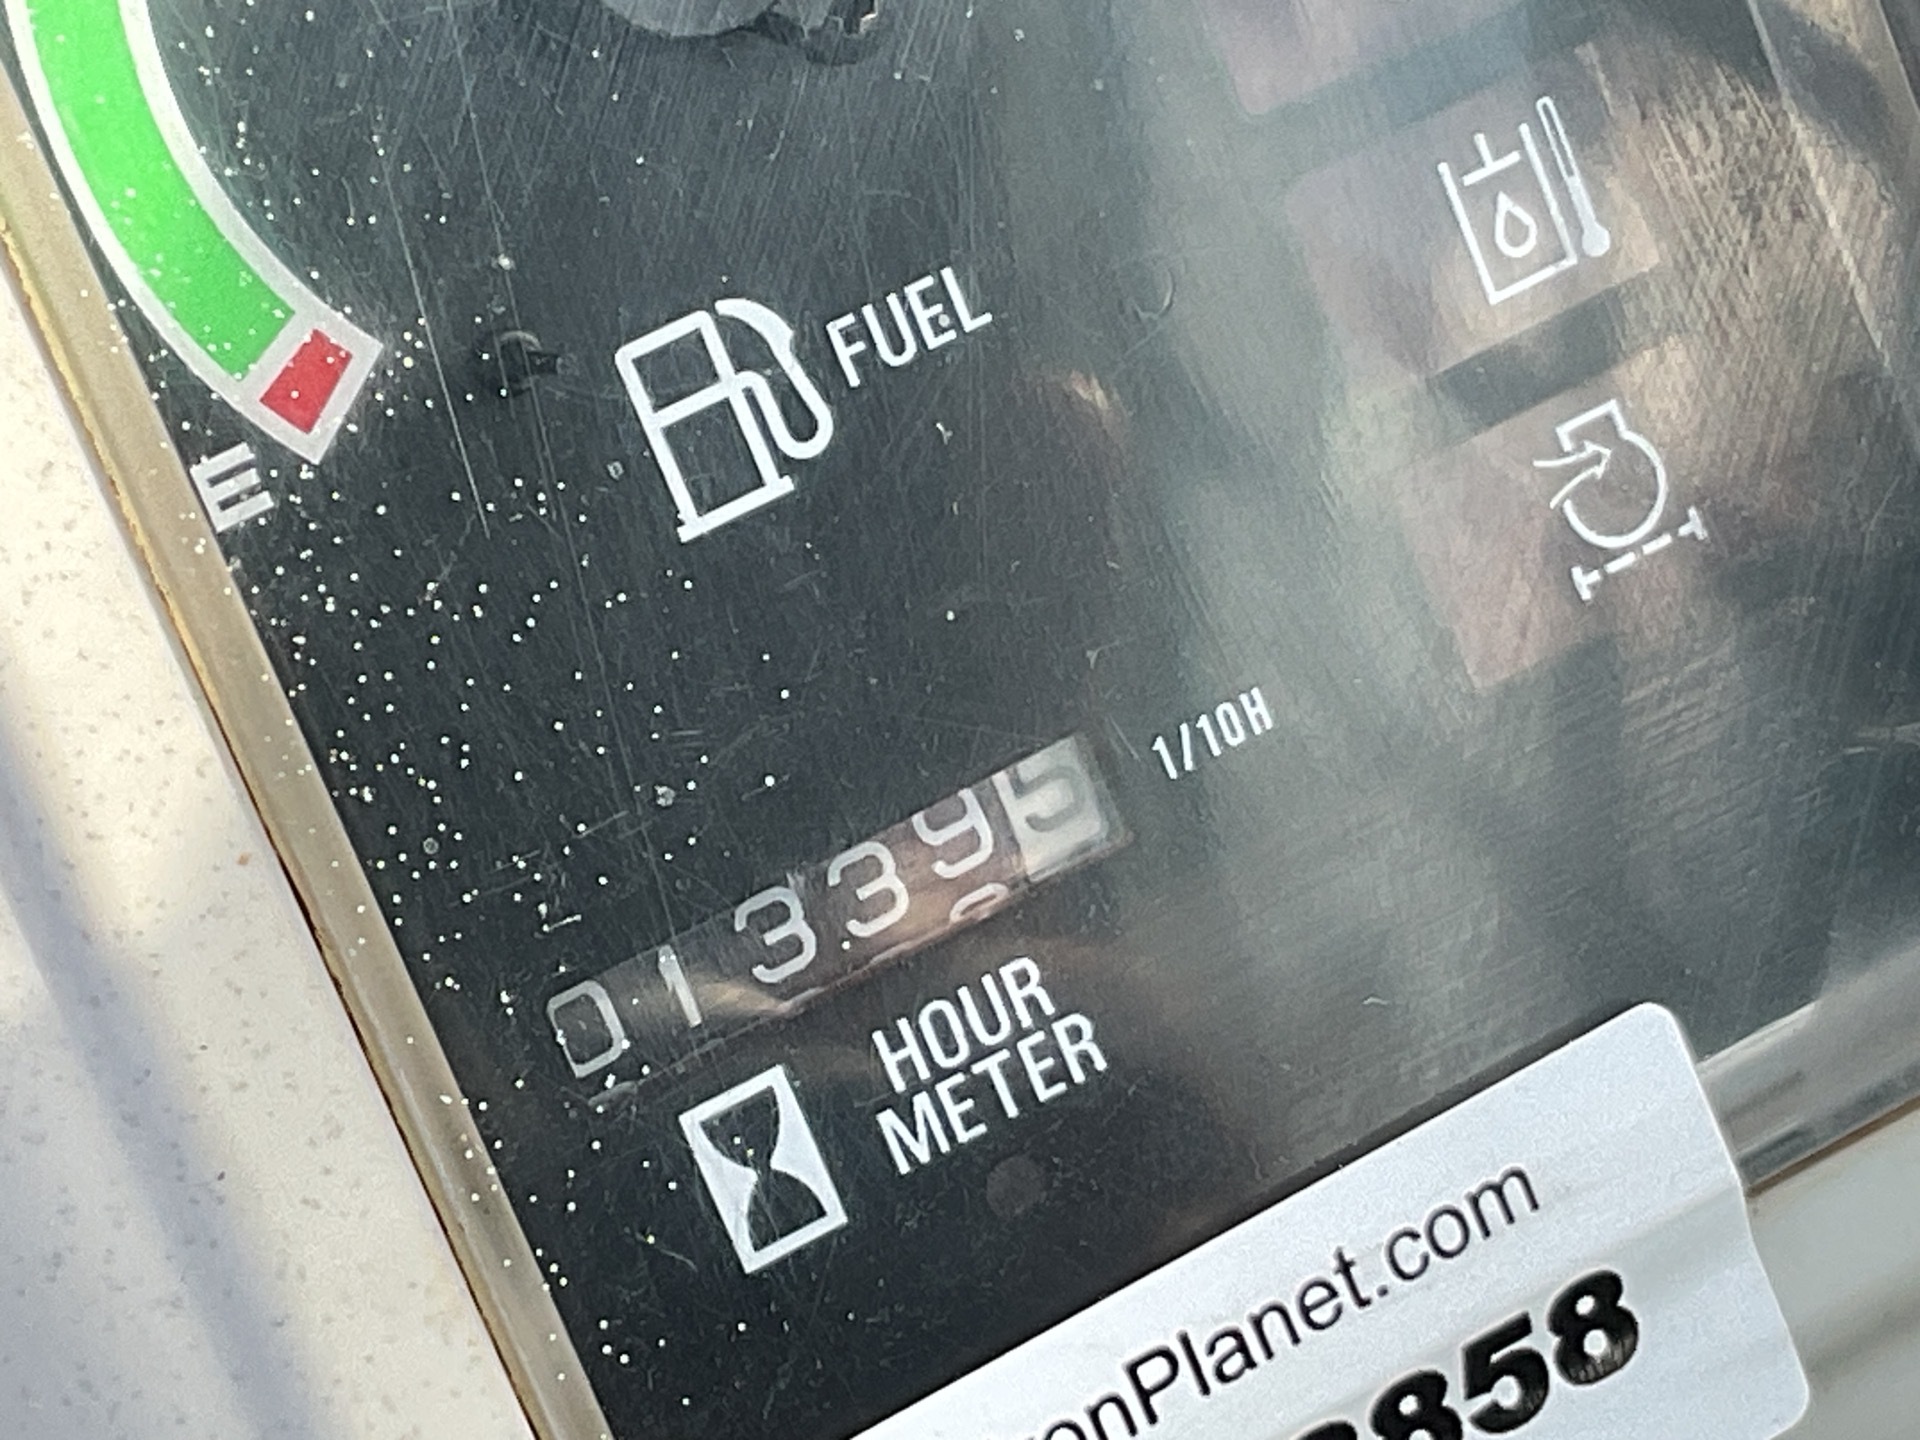 E
FUEL
1/10H
013395
HOUR
METER
onPlanet.com
858